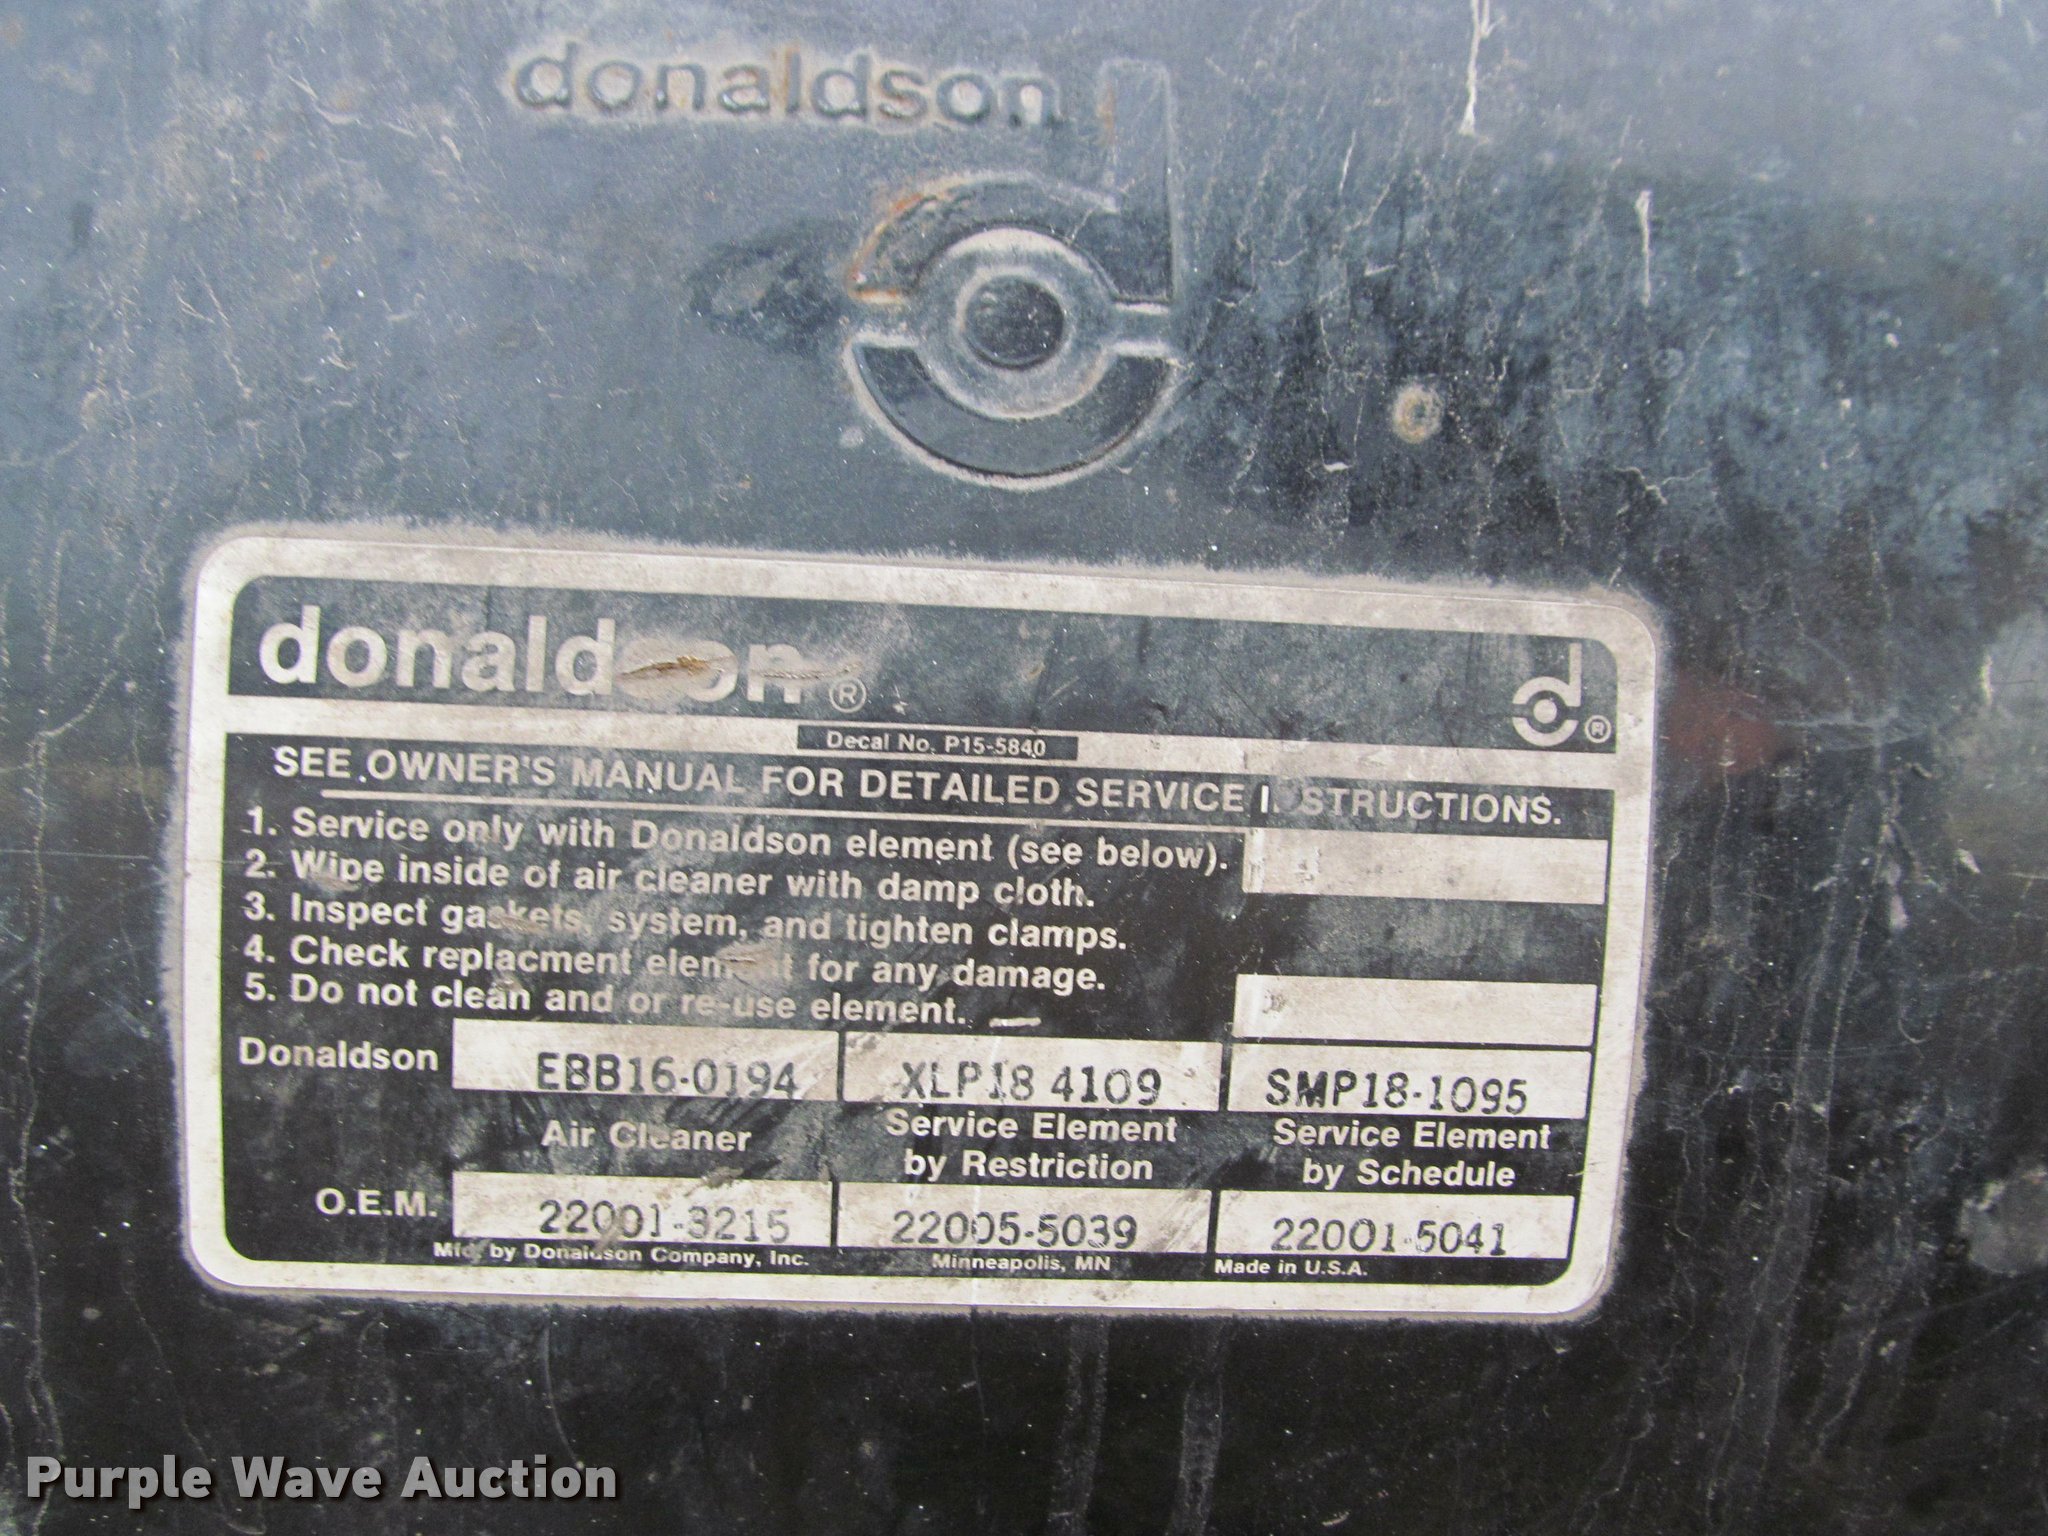 donaldson
donaldson®
®
Decal No. P15-5840
SEE OWNER'S MANUAL FOR DETAILED SERVICE I STRUCTIONS.
1. Service only with Donaldson element (see below).
2. Wipe inside of air cleaner with damp cloth.
3. Inspect gaskets, system, and tighten clamps.
4. Check replacment element for any damage.
5. Do not clean and or re-use element.
Donaldson EBB16-0194 XLP18 4109 SMP18-1095
Air Cleaner Service Element by Restriction Service Element by Schedule
O.E.M. 22001-3215 22005-5039 22001-5041
Mfd. by Donaldson Company, Inc. Minneapolis, MN Made in U.S.A.
Purple Wave Auction